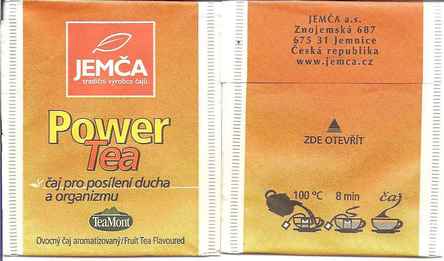 JEMČA
tradiční výrobce čajů
Power
Tea
čaj pro posílení ducha
a organizmu
TeaMont
Ovocný čaj aromatizovaný/Fruit Tea Flavoured
JEMČA a.s.
Znojemská 687
675 31 Jemnice
Česká republika
www.jemca.cz
ZDE OTEVŘÍT
100 °C 8 min čaj